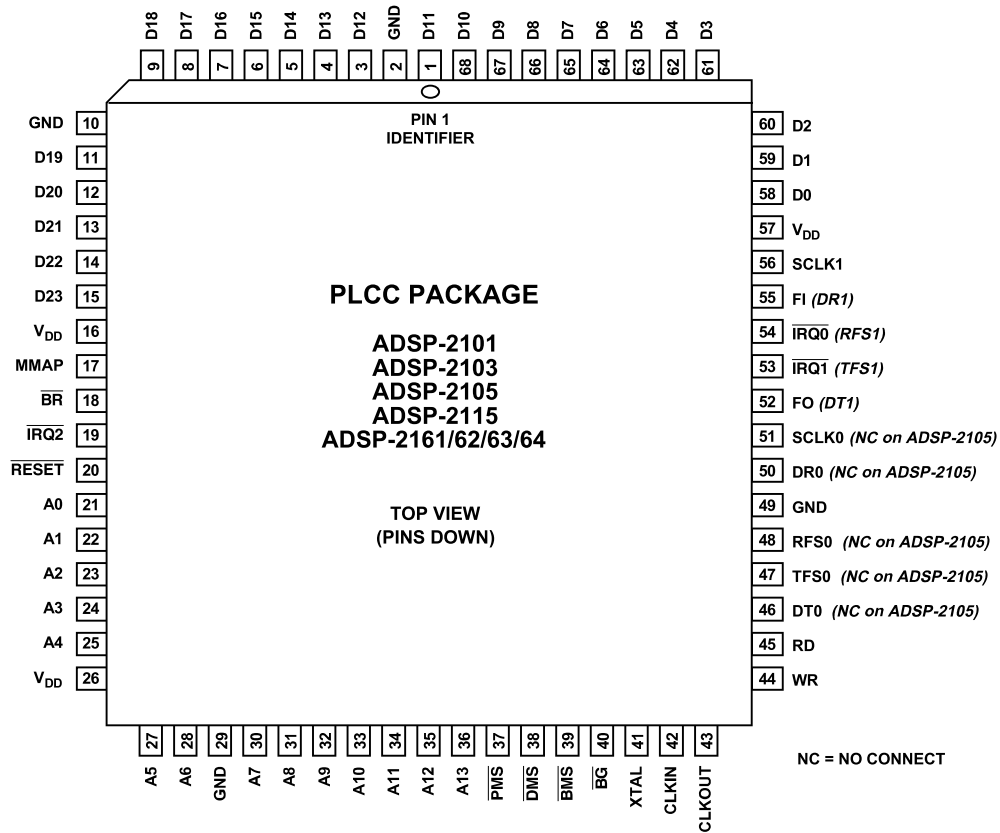 D18 D17 D16 D15 D14 D13 D12 GND D11 D10 D9 D8 D7 D6 D5 D4 D3
9 8 7 6 5 4 3 2 1 68 67 66 65 64 63 62 61
PIN 1
IDENTIFIER
GND 10
D19 11
D20 12
D21 13
D22 14
D23 15
VDD 16
MMAP 17
BR 18
IRQ2 19
RESET 20
A0 21
A1 22
A2 23
A3 24
A4 25
VDD 26
PLCC PACKAGE
ADSP-2101
ADSP-2103
ADSP-2105
ADSP-2115
ADSP-2161/62/63/64
TOP VIEW
(PINS DOWN)
60 D2
59 D1
58 D0
57 VDD
56 SCLK1
55 FI (DR1)
54 IRQ0 (RFS1)
53 IRQ1 (TFS1)
52 FO (DT1)
51 SCLK0 (NC on ADSP-2105)
50 DR0 (NC on ADSP-2105)
49 GND
48 RFS0 (NC on ADSP-2105)
47 TFS0 (NC on ADSP-2105)
46 DT0 (NC on ADSP-2105)
45 RD
44 WR
27 28 29 30 31 32 33 34 35 36 37 38 39 40 41 42 43
A5 A6 GND A7 A8 A9 A10 A11 A12 A13 PMS DMS BMS BG XTAL CLKIN CLKOUT
NC = NO CONNECT